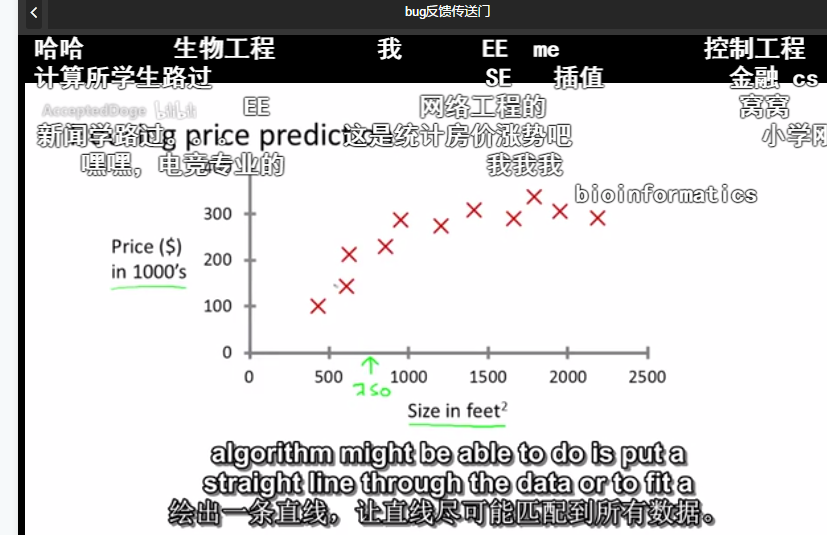 bug反馈传送门
哈哈 生物工程 我 EE me 控制工程
计算所学生路过 SE 插值 金融 cs
AcceptedDoge bilibili EE 网络工程的 窝窝
新闻学路过。。。 这是统计房价涨势吧 小学刚
price predict
嘿嘿，电竞专业的 我我我
bioinformatics
300
Price ($)
in 1000's
200
100
0
0 500 1000 1500 2000 2500
750
Size in feet²
algorithm might be able to do is put a
straight line through the data or to fit a
绘出一条直线，让直线尽可能匹配到所有数据。